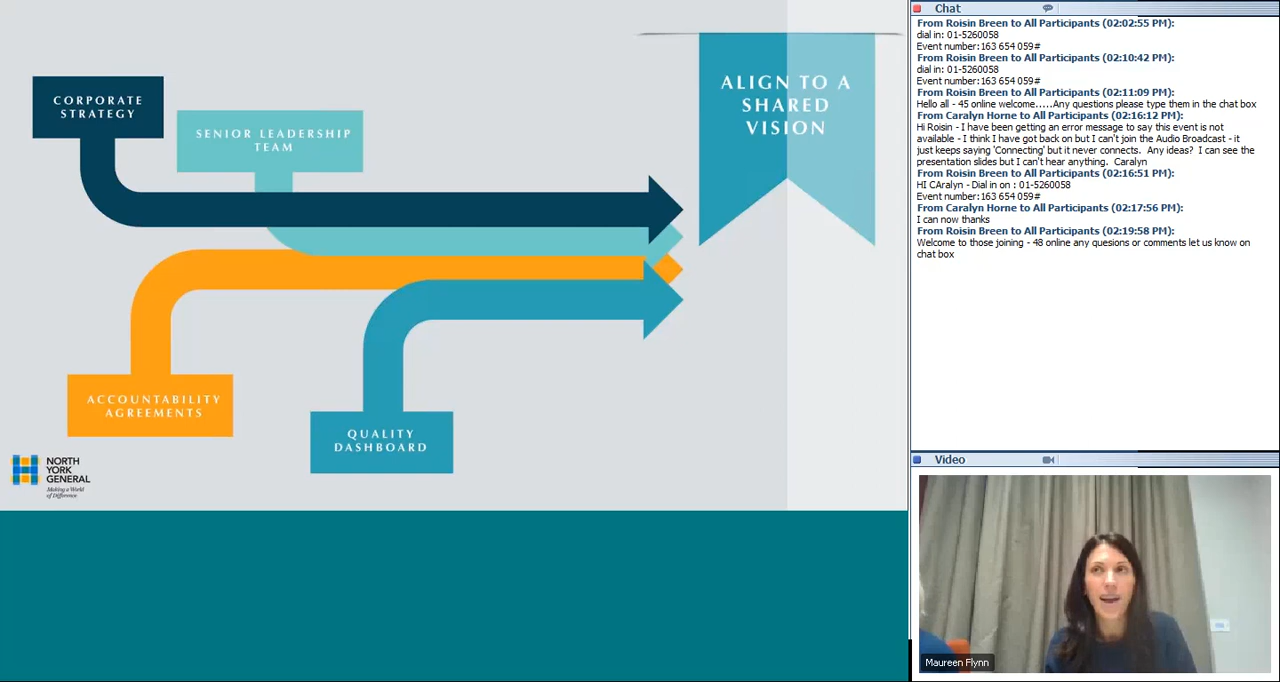 CORPORATE
STRATEGY
SENIOR LEADERSHIP
TEAM
ACCOUNTABILITY
AGREEMENTS
QUALITY
DASHBOARD
ALIGN TO A
SHARED
VISION
NORTH
YORK
GENERAL
Making a World
of Difference
Chat
From Roisin Breen to All Participants (02:02:55 PM):
dial in: 01-5260058
Event number:163 654 059#
From Roisin Breen to All Participants (02:10:42 PM):
dial in: 01-5260058
Event number:163 654 059#
From Roisin Breen to All Participants (02:11:09 PM):
Hello all - 45 online welcome.....Any questions please type them in the chat box
From Caralyn Horne to All Participants (02:16:12 PM):
Hi Roisin - I have been getting an error message to say this event is not
available - I think I have got back on but I can't join the Audio Broadcast - it
just keeps saying 'Connecting' but it never connects.  Any ideas?  I can see the
presentation slides but I can't hear anything.  Caralyn
From Roisin Breen to All Participants (02:16:51 PM):
HI CAralyn - Dial in on : 01-5260058
Event number:163 654 059#
From Caralyn Horne to All Participants (02:17:56 PM):
I can now thanks
From Roisin Breen to All Participants (02:19:58 PM):
Welcome to those joining - 48 online any quesions or comments let us know on
chat box
Video
Maureen Flynn